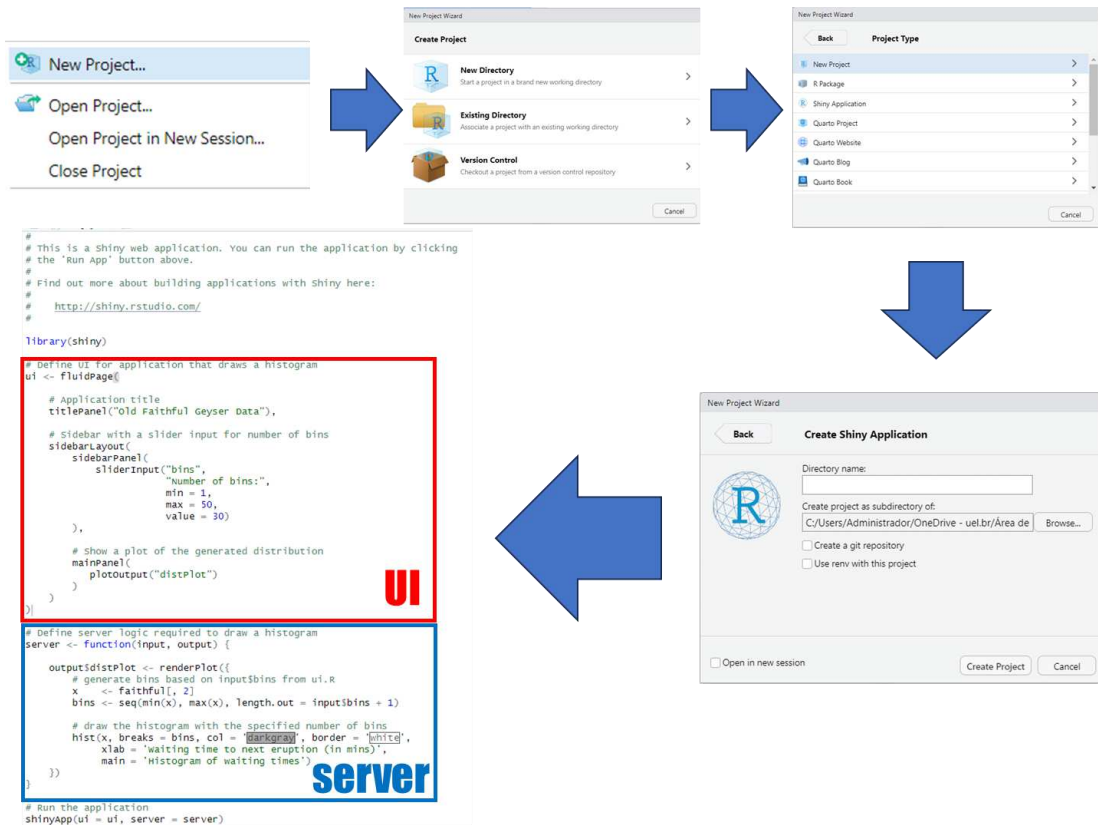 New Project...
Open Project...
Open Project in New Session...
Close Project
New Project Wizard
Create Project
New Directory
Start a project in a brand new working directory
Existing Directory
Associate a project with an existing working directory
Version Control
Checkout a project from a version control repository
Cancel
New Project Wizard
Back
Project Type
New Project
R Package
Shiny Application
Quarto Project
Quarto Website
Quarto Blog
Quarto Book
Cancel
New Project Wizard
Back
Create Shiny Application
Directory name:
Create project as subdirectory of:
C:/Users/Administrador/OneDrive - uel.br/Área de
Browse...
Create a git repository
Use renv with this project
Open in new session
Create Project
Cancel
#
# This is a Shiny web application. You can run the application by clicking
# the 'Run App' button above.
#
# Find out more about building applications with Shiny here:
#
#    http://shiny.rstudio.com/
#
library(shiny)
# Define UI for application that draws a histogram
ui <- fluidPage(
# Application title
titlePanel("Old Faithful Geyser Data"),
# Sidebar with a slider input for number of bins
sidebarLayout(
sidebarPanel(
sliderInput("bins",
"Number of bins:",
min = 1,
max = 50,
value = 30)
),
# Show a plot of the generated distribution
mainPanel(
plotOutput("distPlot")
)
)
)
UI
# Define server logic required to draw a histogram
server <- function(input, output) {
output$distPlot <- renderPlot({
# generate bins based on input$bins from ui.R
x    <- faithful[, 2]
bins <- seq(min(x), max(x), length.out = input$bins + 1)
# draw the histogram with the specified number of bins
hist(x, breaks = bins, col = 'darkgray', border = 'white',
xlab = 'Waiting time to next eruption (in mins)',
main = 'Histogram of waiting times')
})
}
server
# Run the application
shinyApp(ui = ui, server = server)